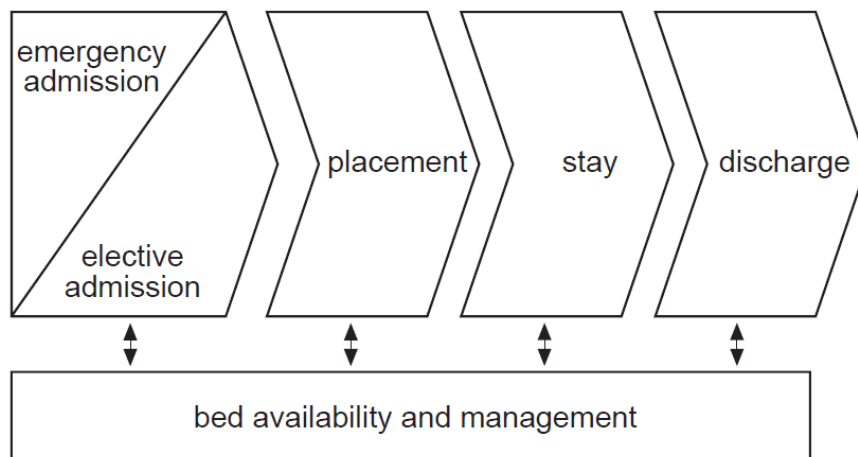 emergency
admission
elective
admission
placement
stay
discharge
bed availability and management